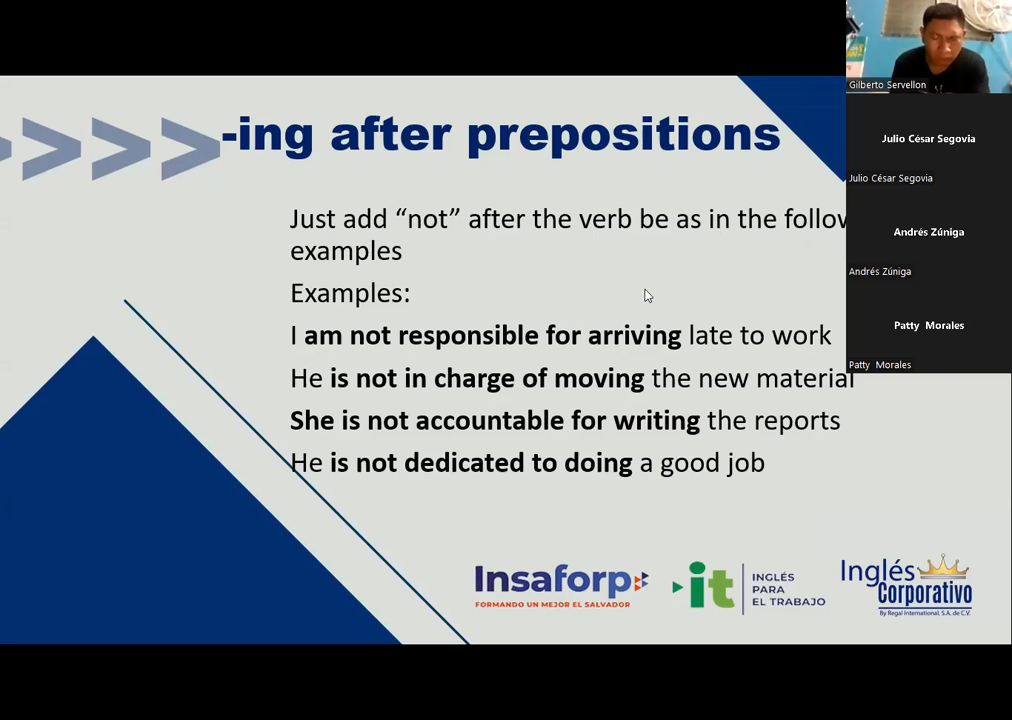 -ing after prepositions
Just add “not” after the verb be as in the
examples
Examples:
I am not responsible for arriving late to work
He is not in charge of moving the new material
She is not accountable for writing the reports
He is not dedicated to doing a good job
Insaforp
FORMANDO UN MEJOR EL SALVADOR
it
INGLÉS
PARA
EL TRABAJO
Inglés
Corporativo
By Regal International, S.A. de C.V.
Gilberto Servellon
Julio César Segovia
Julio César Segovia
Andrés Zúniga
Andrés Zúniga
Patty Morales
Patty Morales